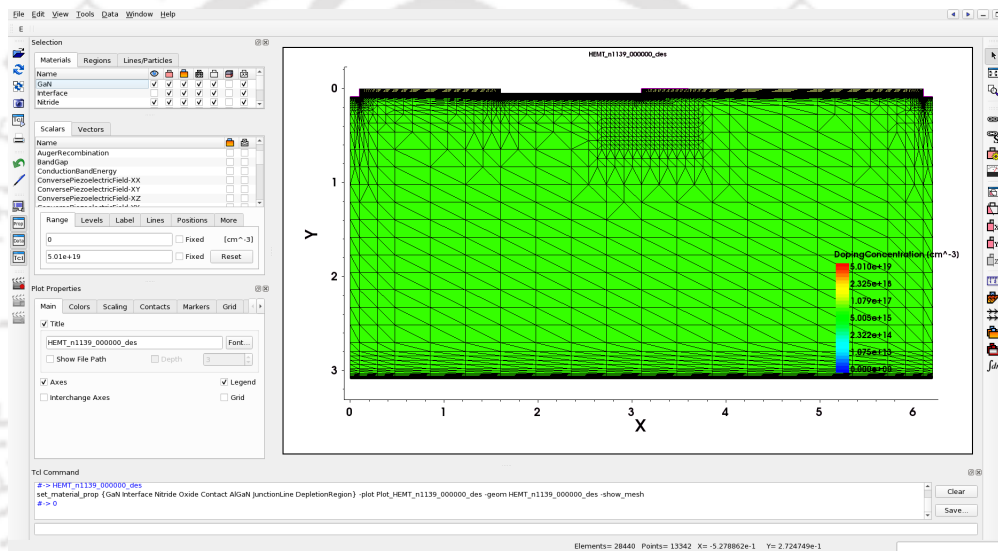 File Edit View Tools Data Window Help
E
Selection
Materials Regions Lines/Particles
Name
GaN
Interface
Nitride
Scalars Vectors
Name
AugerRecombination
BandGap
ConductionBandEnergy
ConversePiezoelectricField-XX
ConversePiezoelectricField-XY
ConversePiezoelectricField-XZ
Range Levels Label Lines Positions More
0 Fixed [cm^-3]
5.01e+19 Fixed Reset
Plot Properties
Main Colors Scaling Contacts Markers Grid
Title
HEMT_n1139_000000_des Font...
Show File Path Depth 3
Axes Legend
Interchange Axes Grid
HEMT_n1139_000000_des
0
1
2
3
Y
0 1 2 3 4 5 6
X
DopingConcentration (cm^-3)
5.010e+19
2.325e+18
1.079e+17
5.005e+15
2.322e+14
1.075e+13
0.000e+00
Tcl Command
#-> HEMT_n1139_000000_des
set_material_prop {GaN Interface Nitride Oxide Contact AlGaN JunctionLine DepletionRegion} -plot Plot_HEMT_n1139_000000_des -geom HEMT_n1139_000000_des -show_mesh
#-> 0
Clear
Save...
Elements= 28440 Points= 13342 X= -5.278862e-1 Y= 2.724749e-1
Tcl
Prop
Data
Tcl